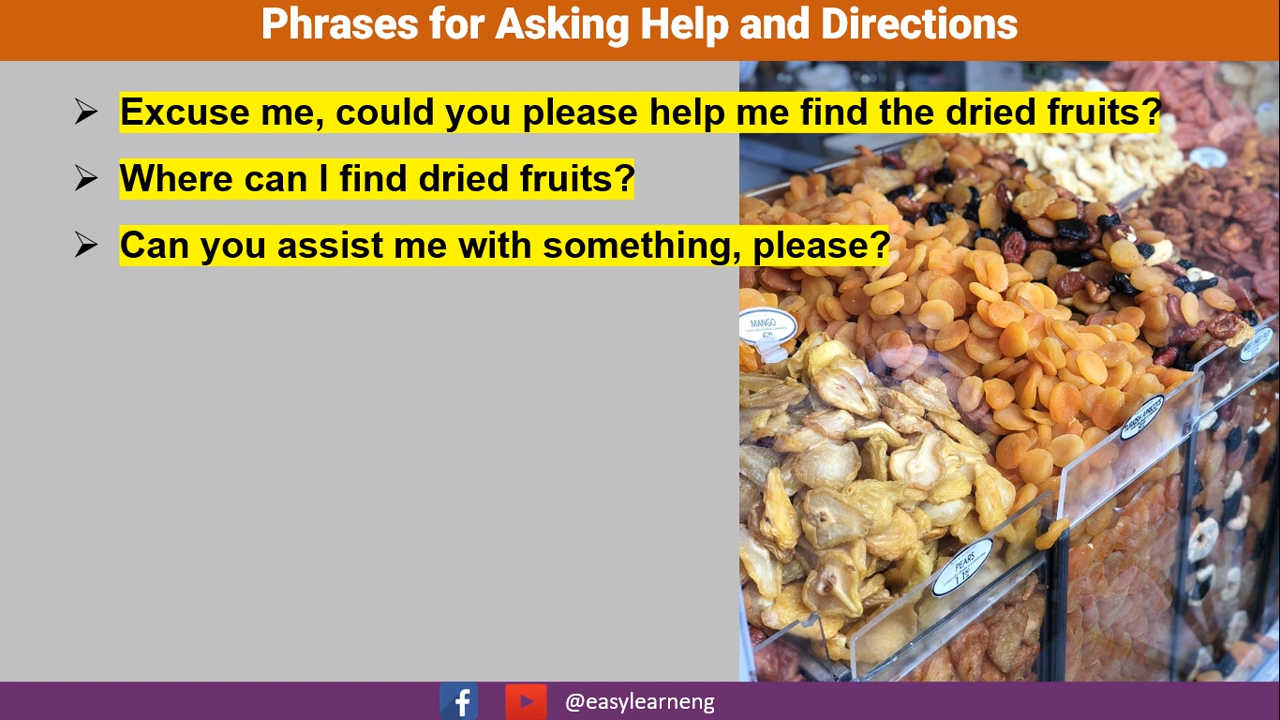 Phrases for Asking Help and Directions
Excuse me, could you please help me find the dried fruits?
Where can I find dried fruits?
Can you assist me with something, please?
MANGO
PEARS
@easylearneng